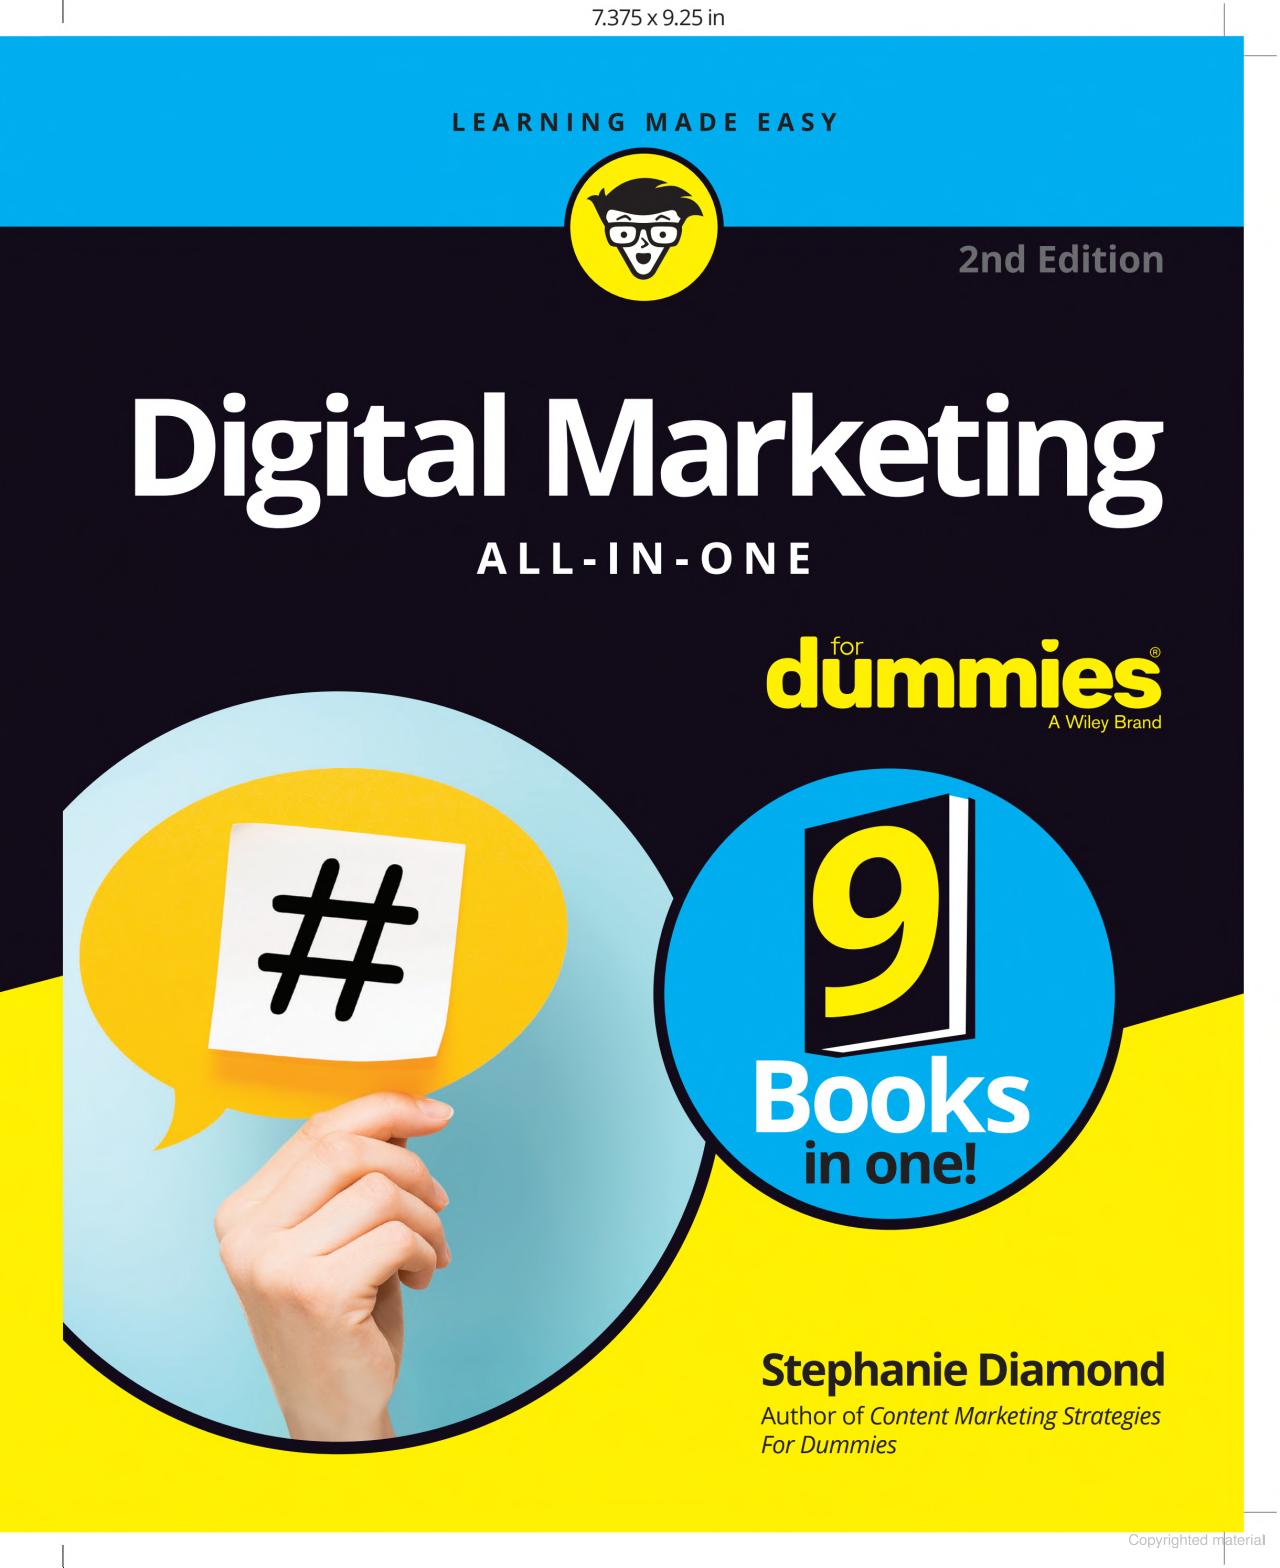 7.375 x 9.25 in
LEARNING MADE EASY
2nd Edition
Digital Marketing
ALL-IN-ONE
for
dummies®
A Wiley Brand
#
9
Books
in one!
Stephanie Diamond
Author of Content Marketing Strategies
For Dummies
Copyrighted material